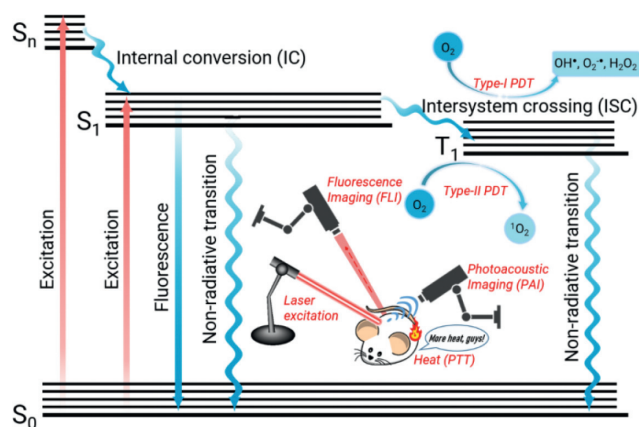 Sn
Internal conversion (IC)
O₂
OH•, O₂⁻•, H₂O₂
Type-I PDT
S₁
Intersystem crossing (ISC)
T₁
Fluorescence
Imaging (FLI)
O₂
Type-II PDT
¹O₂
Excitation
Excitation
Fluorescence
Non-radiative transition
Laser
excitation
Photoacoustic
Imaging (PAI)
More heat, guys!
Heat (PTT)
Non-radiative transition
S₀